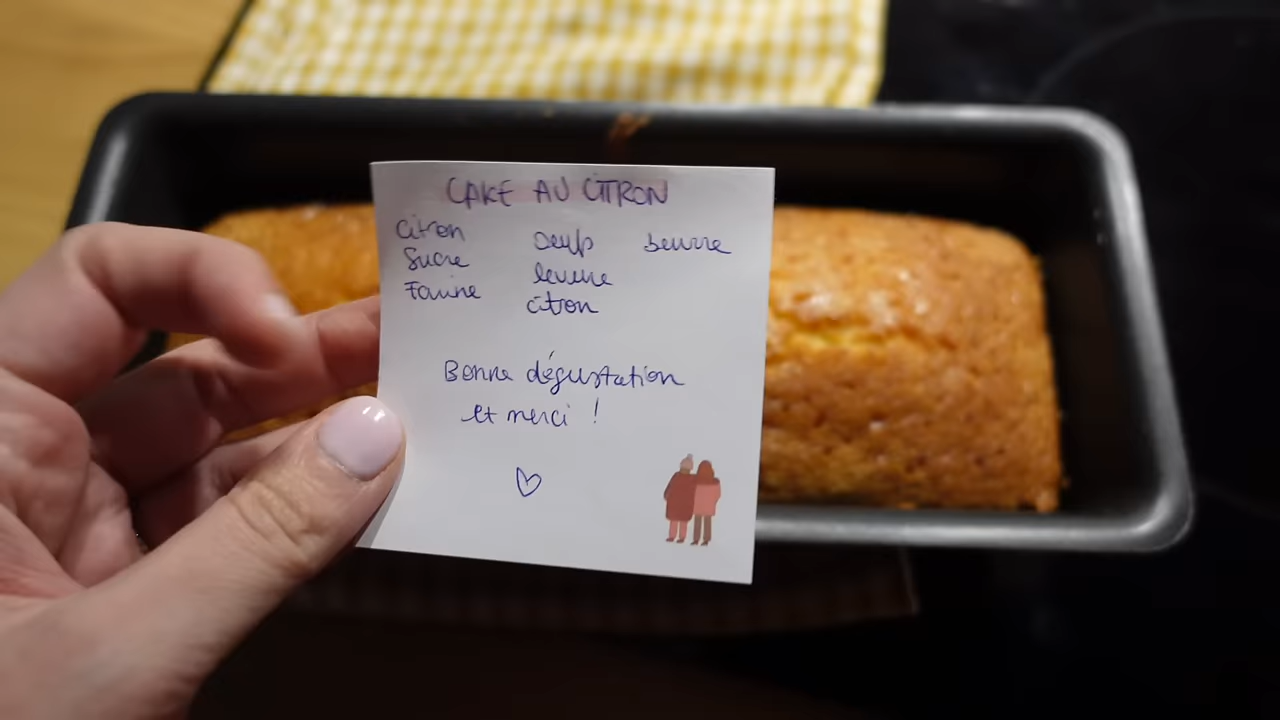 CAKE AU CITRON
citron oeufs beurre
Sucre levure
Farine citron
Bonne dégustation
et merci !